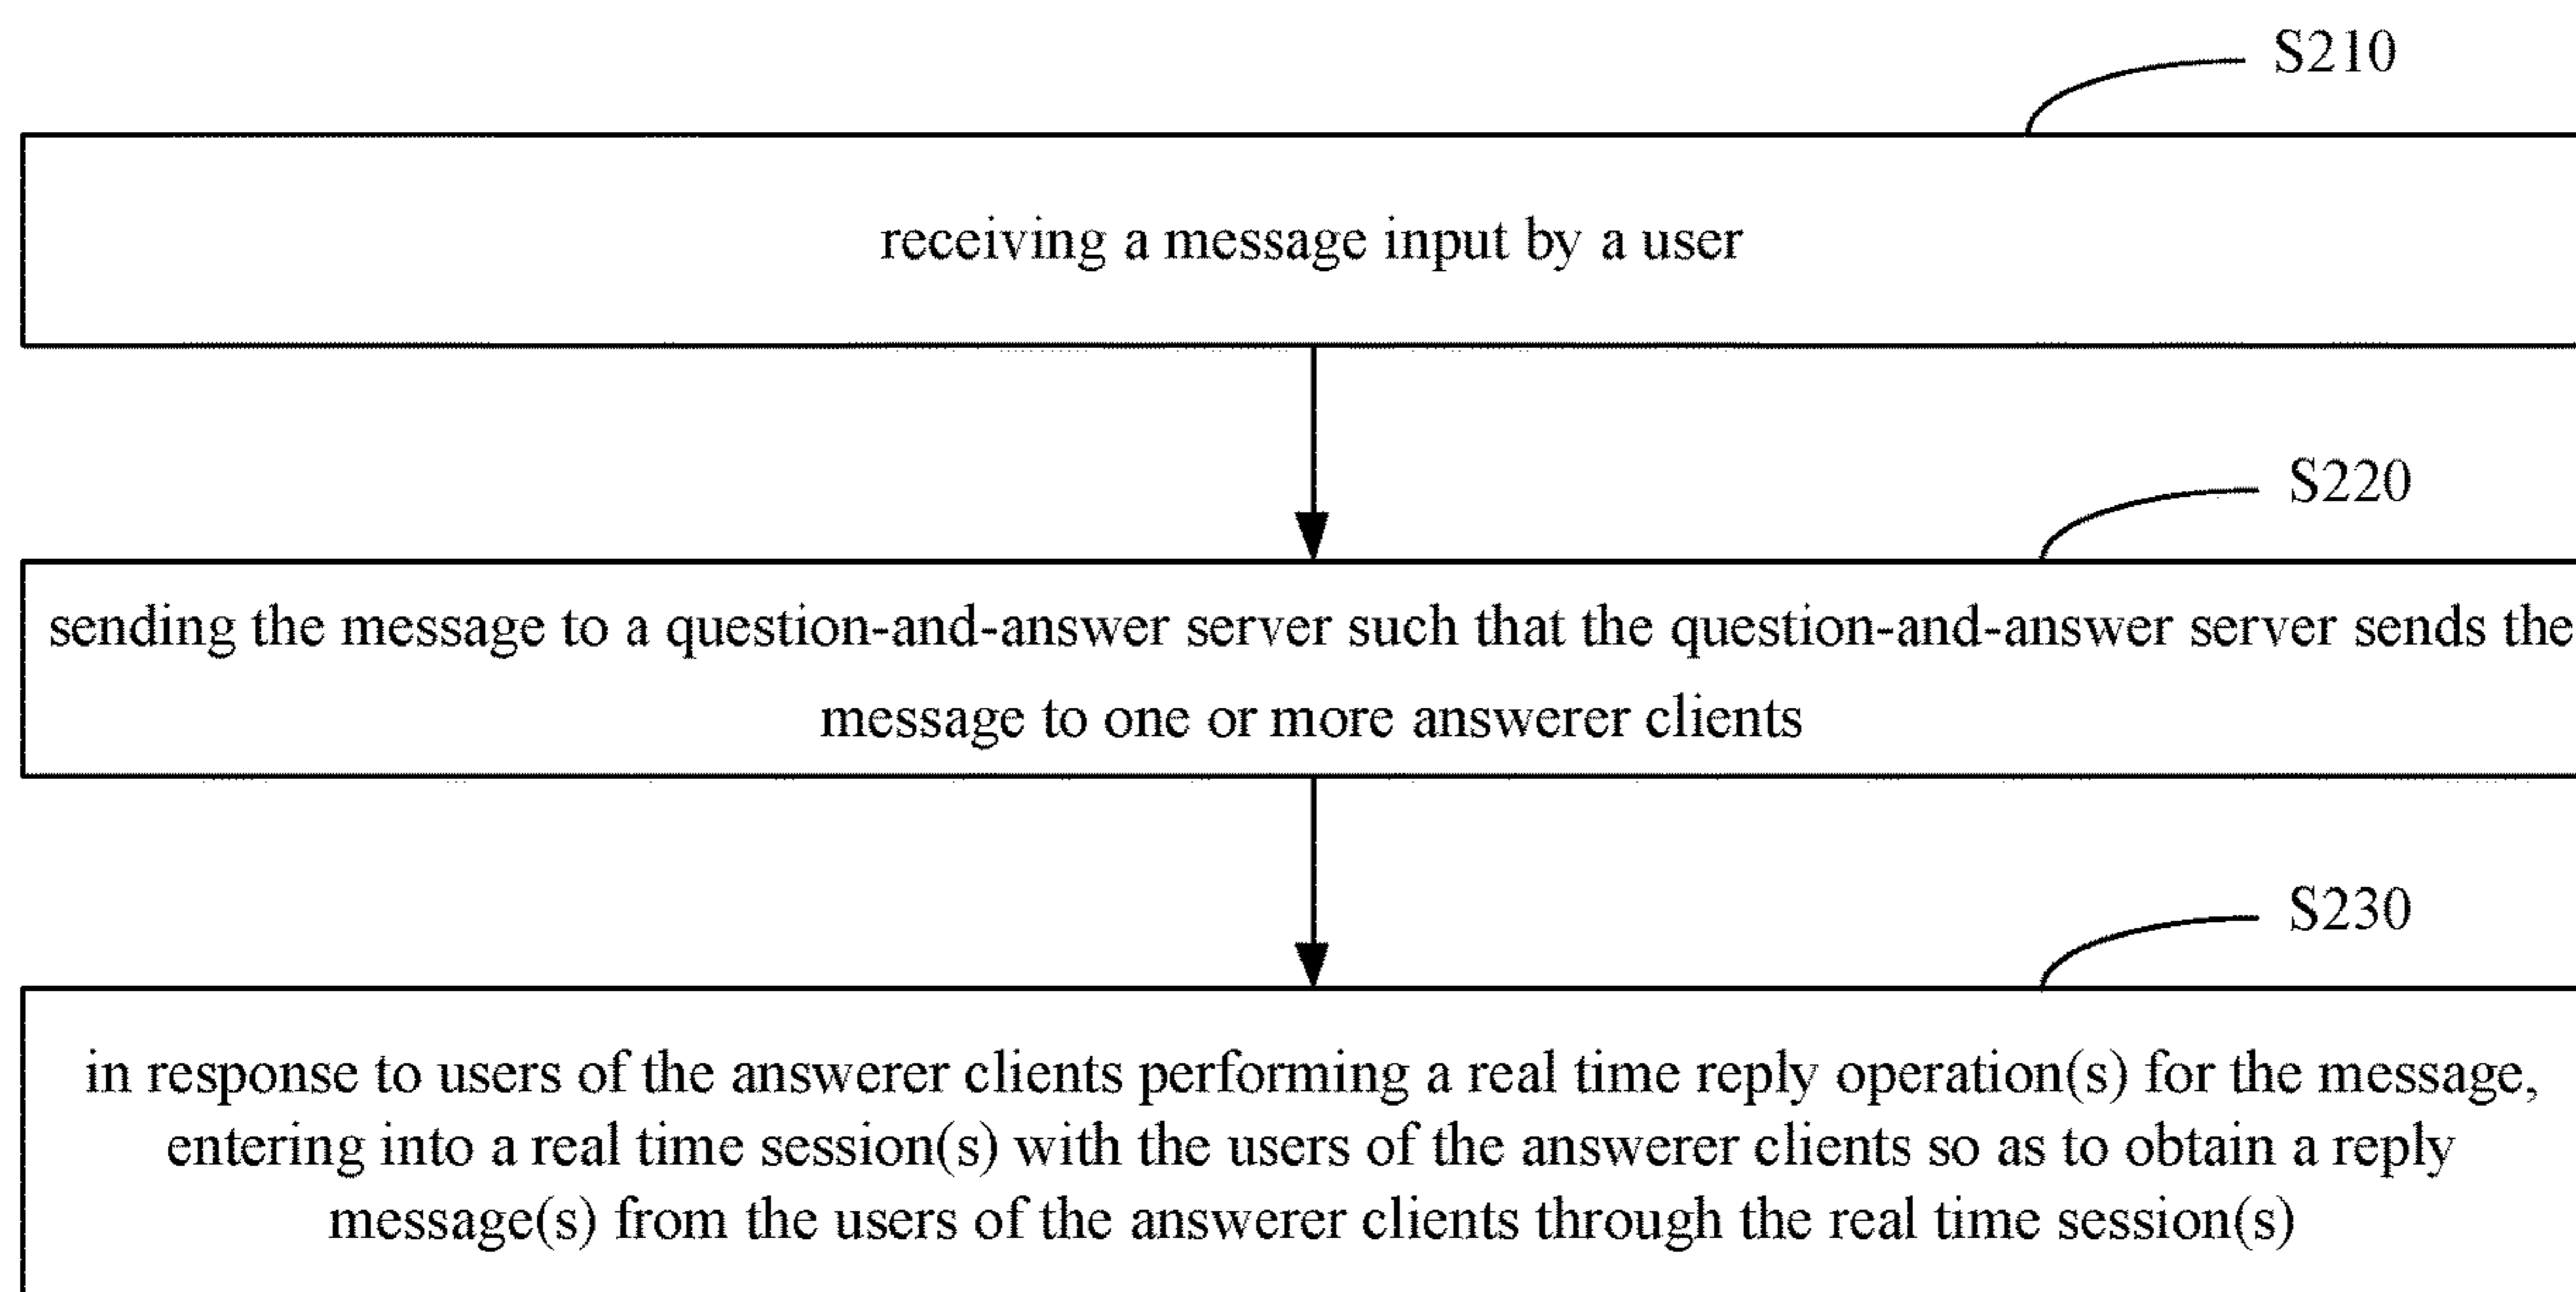 S210
receiving a message input by a user
S220
sending the message to a question-and-answer server such that the question-and-answer server sends the
message to one or more answerer clients
S230
in response to users of the answerer clients performing a real time reply operation(s) for the message,
entering into a real time session(s) with the users of the answerer clients so as to obtain a reply
message(s) from the users of the answerer clients through the real time session(s)